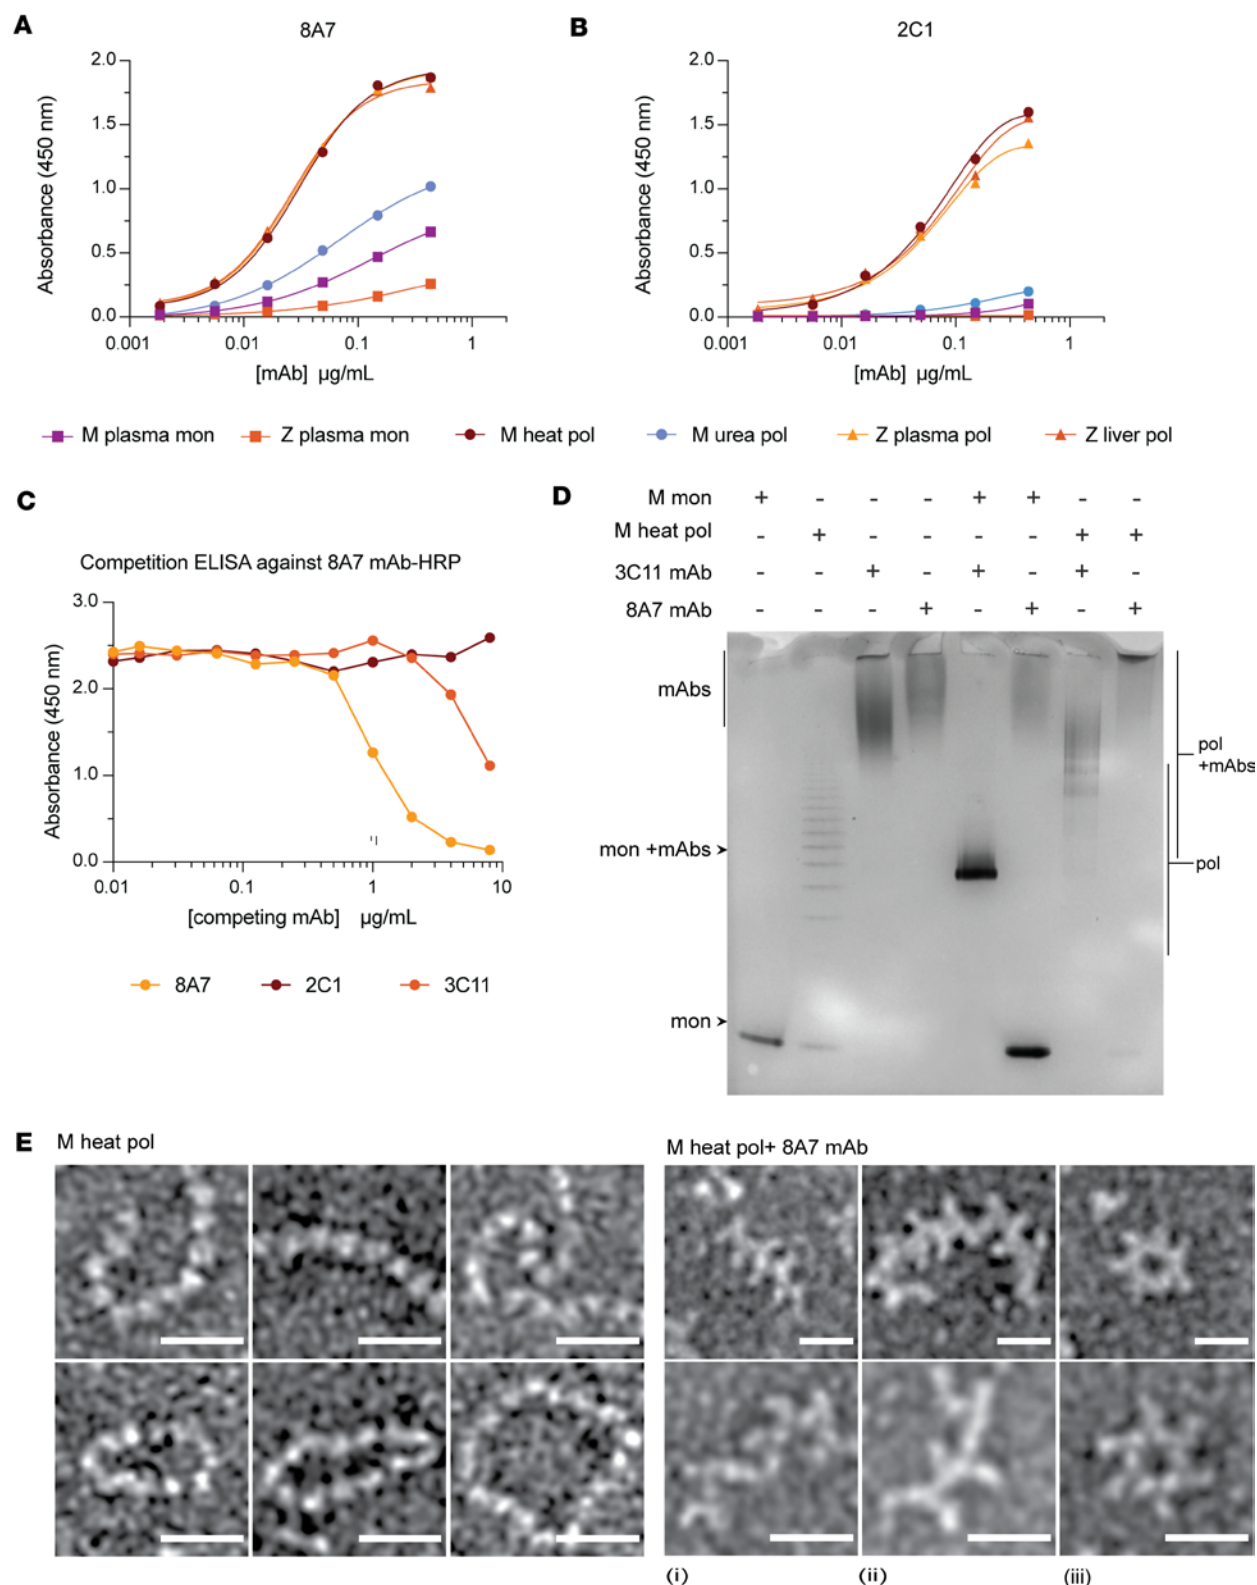 A
8A7
Absorbance (450 nm)
2.0
1.5
1.0
0.5
0.0
0.001
0.01
0.1
1
[mAb] µg/mL
B
2C1
Absorbance (450 nm)
2.0
1.5
1.0
0.5
0.0
0.001
0.01
0.1
1
[mAb] µg/mL
M plasma mon
Z plasma mon
M heat pol
M urea pol
Z plasma pol
Z liver pol
C
Competition ELISA against 8A7 mAb-HRP
Absorbance (450 nm)
3.0
2.0
1.0
0.0
0.01
0.1
1
10
[competing mAb] µg/mL
8A7
2C1
3C11
D
M mon + - - - + + - -
M heat pol - + - - - - + +
3C11 mAb - - + - + - + -
8A7 mAb - - - + - + - +
mAbs
mon +mAbs
mon
pol
+mAbs
pol
E
M heat pol
M heat pol+ 8A7 mAb
(i)
(ii)
(iii)